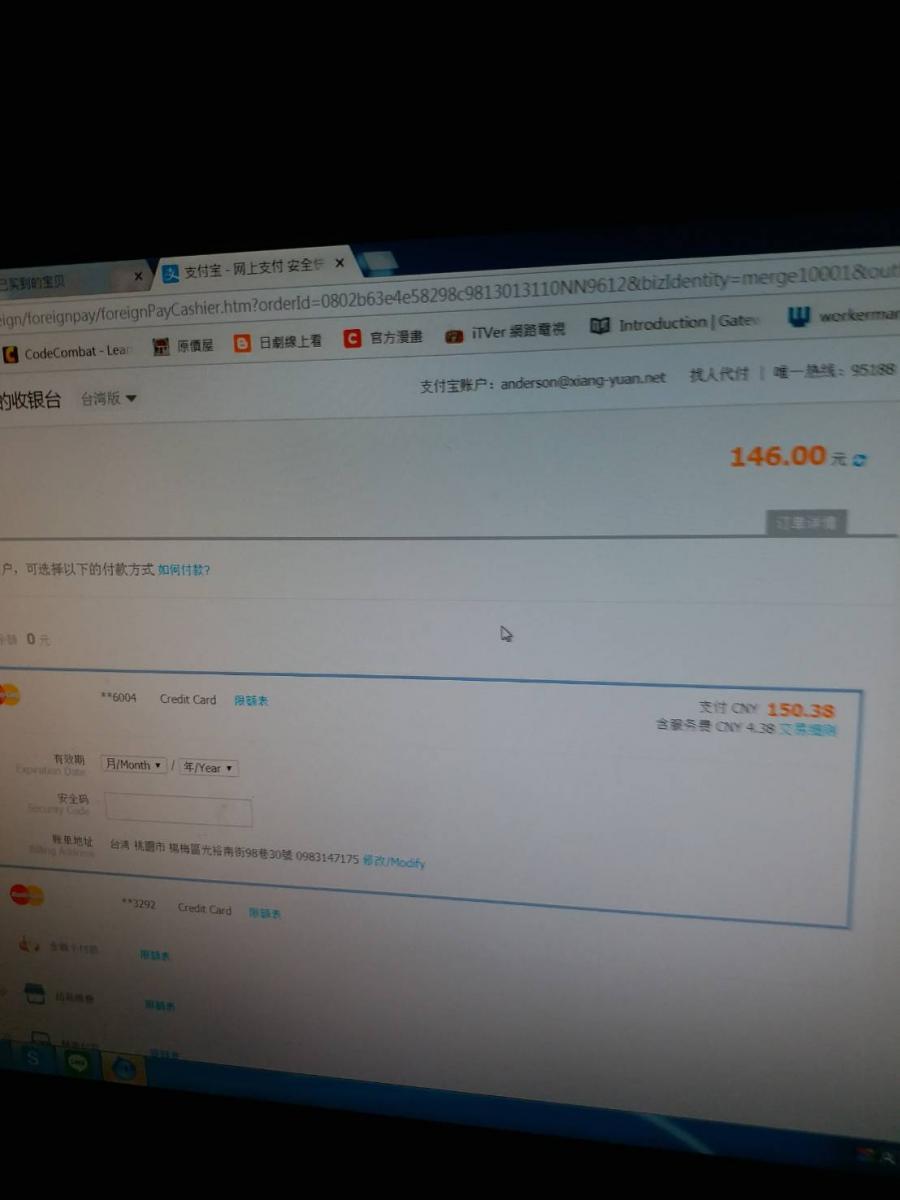 已买到的宝贝
支付宝 - 网上支付 安全快
eign/foreignpay/foreignPayCashier.htm?orderId=0802b63e4e58298c9813013110NN9612&bizIdentity=merge10001&out
CodeCombat - Lear 原價屋 日劇線上看 官方漫畫 iTVer 網路電視 Introduction | Gatew workerman
的收银台 台湾版 支付宝账户：anderson@xiang-yuan.net 找人代付 | 唯一热线：95188
146.00 元
订单详情
户，可选择以下的付款方式 如何付款?
0 元
**6004 Credit Card 限额表 支付 CNY 150.38
含服务费 CNY 4.38 交易细则
有效期 月/Month / 年/Year
Expiration Date
安全码
Security Code
账单地址 台湾 桃園市 楊梅區光裕南街98巷30號 0983147175 修改/Modify
Billing Address
**3292 Credit Card 限额表
限额表
限额表
限额表